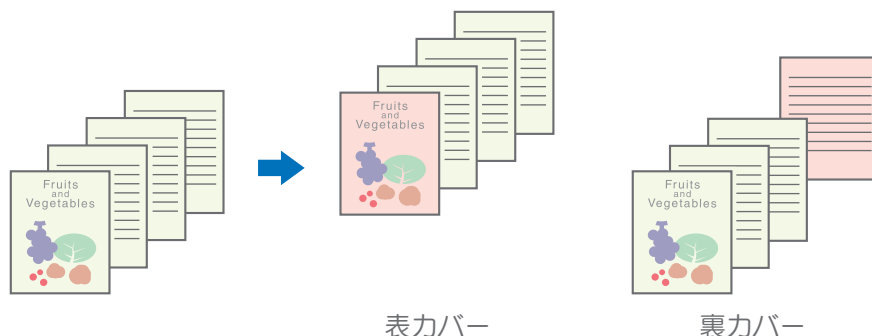 Fruits
and
Vegetables
Fruits
and
Vegetables
Fruits
and
Vegetables
表カバー
裏カバー